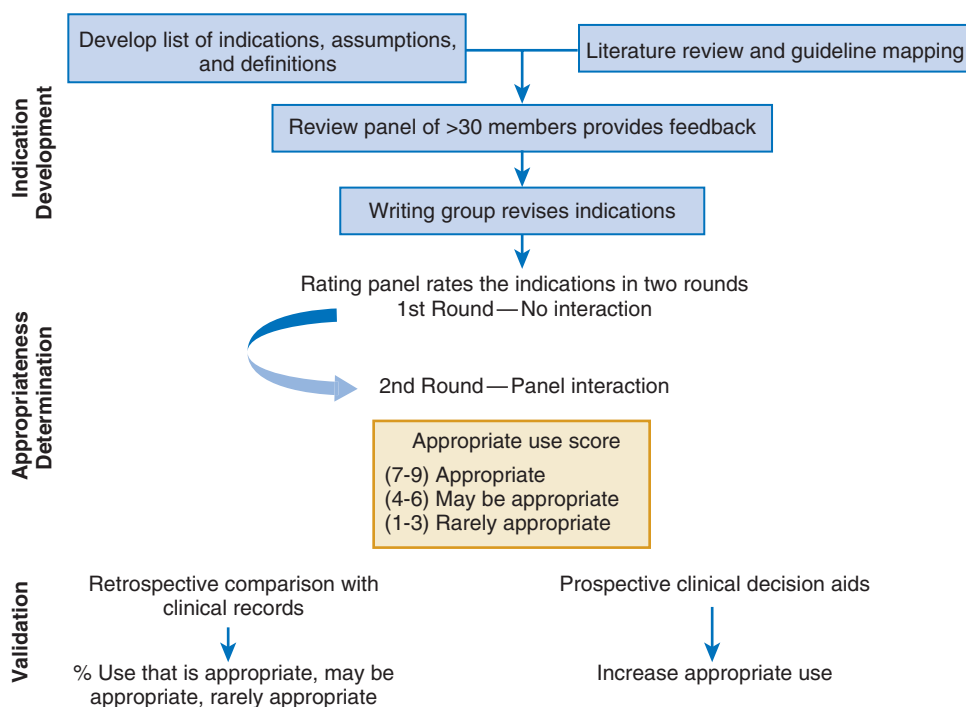 Indication
Development
Develop list of indications, assumptions,
and definitions
Literature review and guideline mapping
Review panel of >30 members provides feedback
Writing group revises indications
Appropriateness
Determination
Rating panel rates the indications in two rounds
1st Round—No interaction
2nd Round—Panel interaction
Appropriate use score
(7-9) Appropriate
(4-6) May be appropriate
(1-3) Rarely appropriate
Validation
Retrospective comparison with
clinical records
% Use that is appropriate, may be
appropriate, rarely appropriate
Prospective clinical decision aids
Increase appropriate use